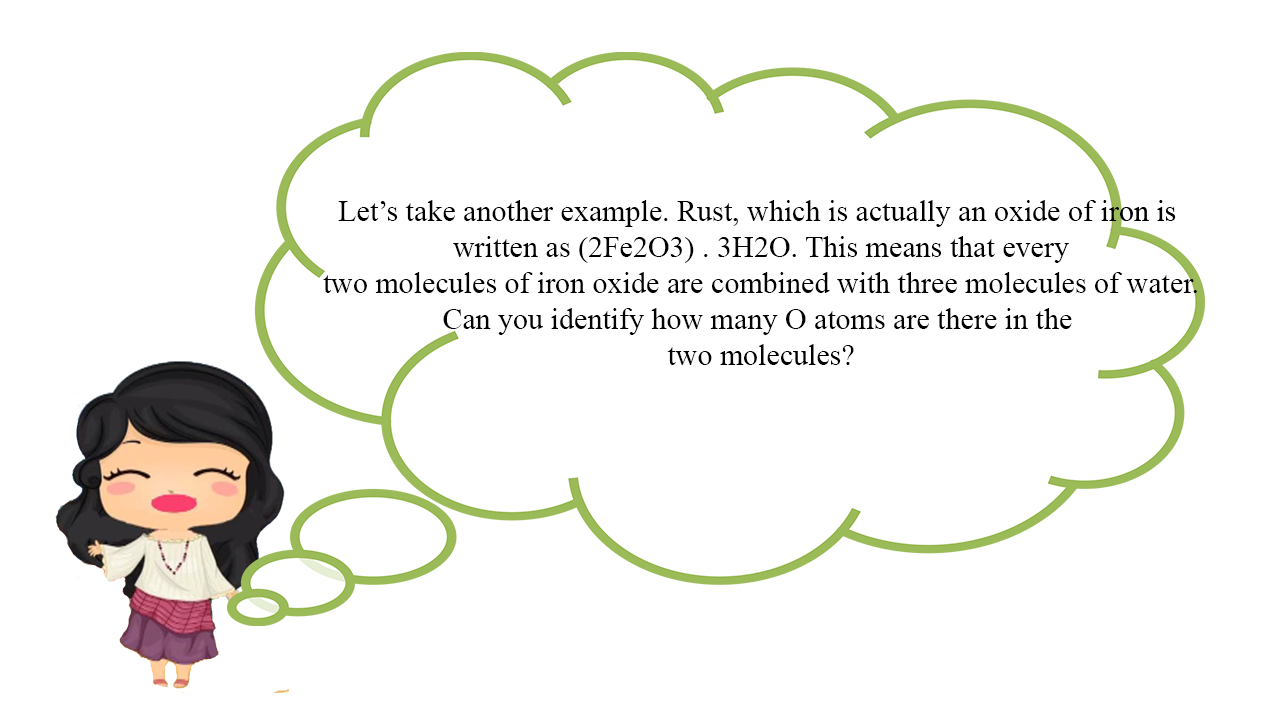 Let’s take another example. Rust, which is actually an oxide of iron is
written as (2Fe2O3) . 3H2O. This means that every
two molecules of iron oxide are combined with three molecules of water.
Can you identify how many O atoms are there in the
two molecules?